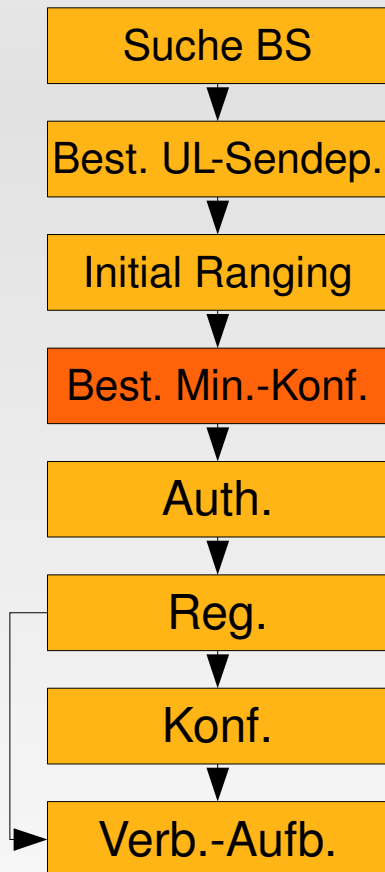 Suche BS
Best. UL-Sendep.
Initial Ranging
Best. Min.-Konf.
Auth.
Reg.
Konf.
Verb.-Aufb.